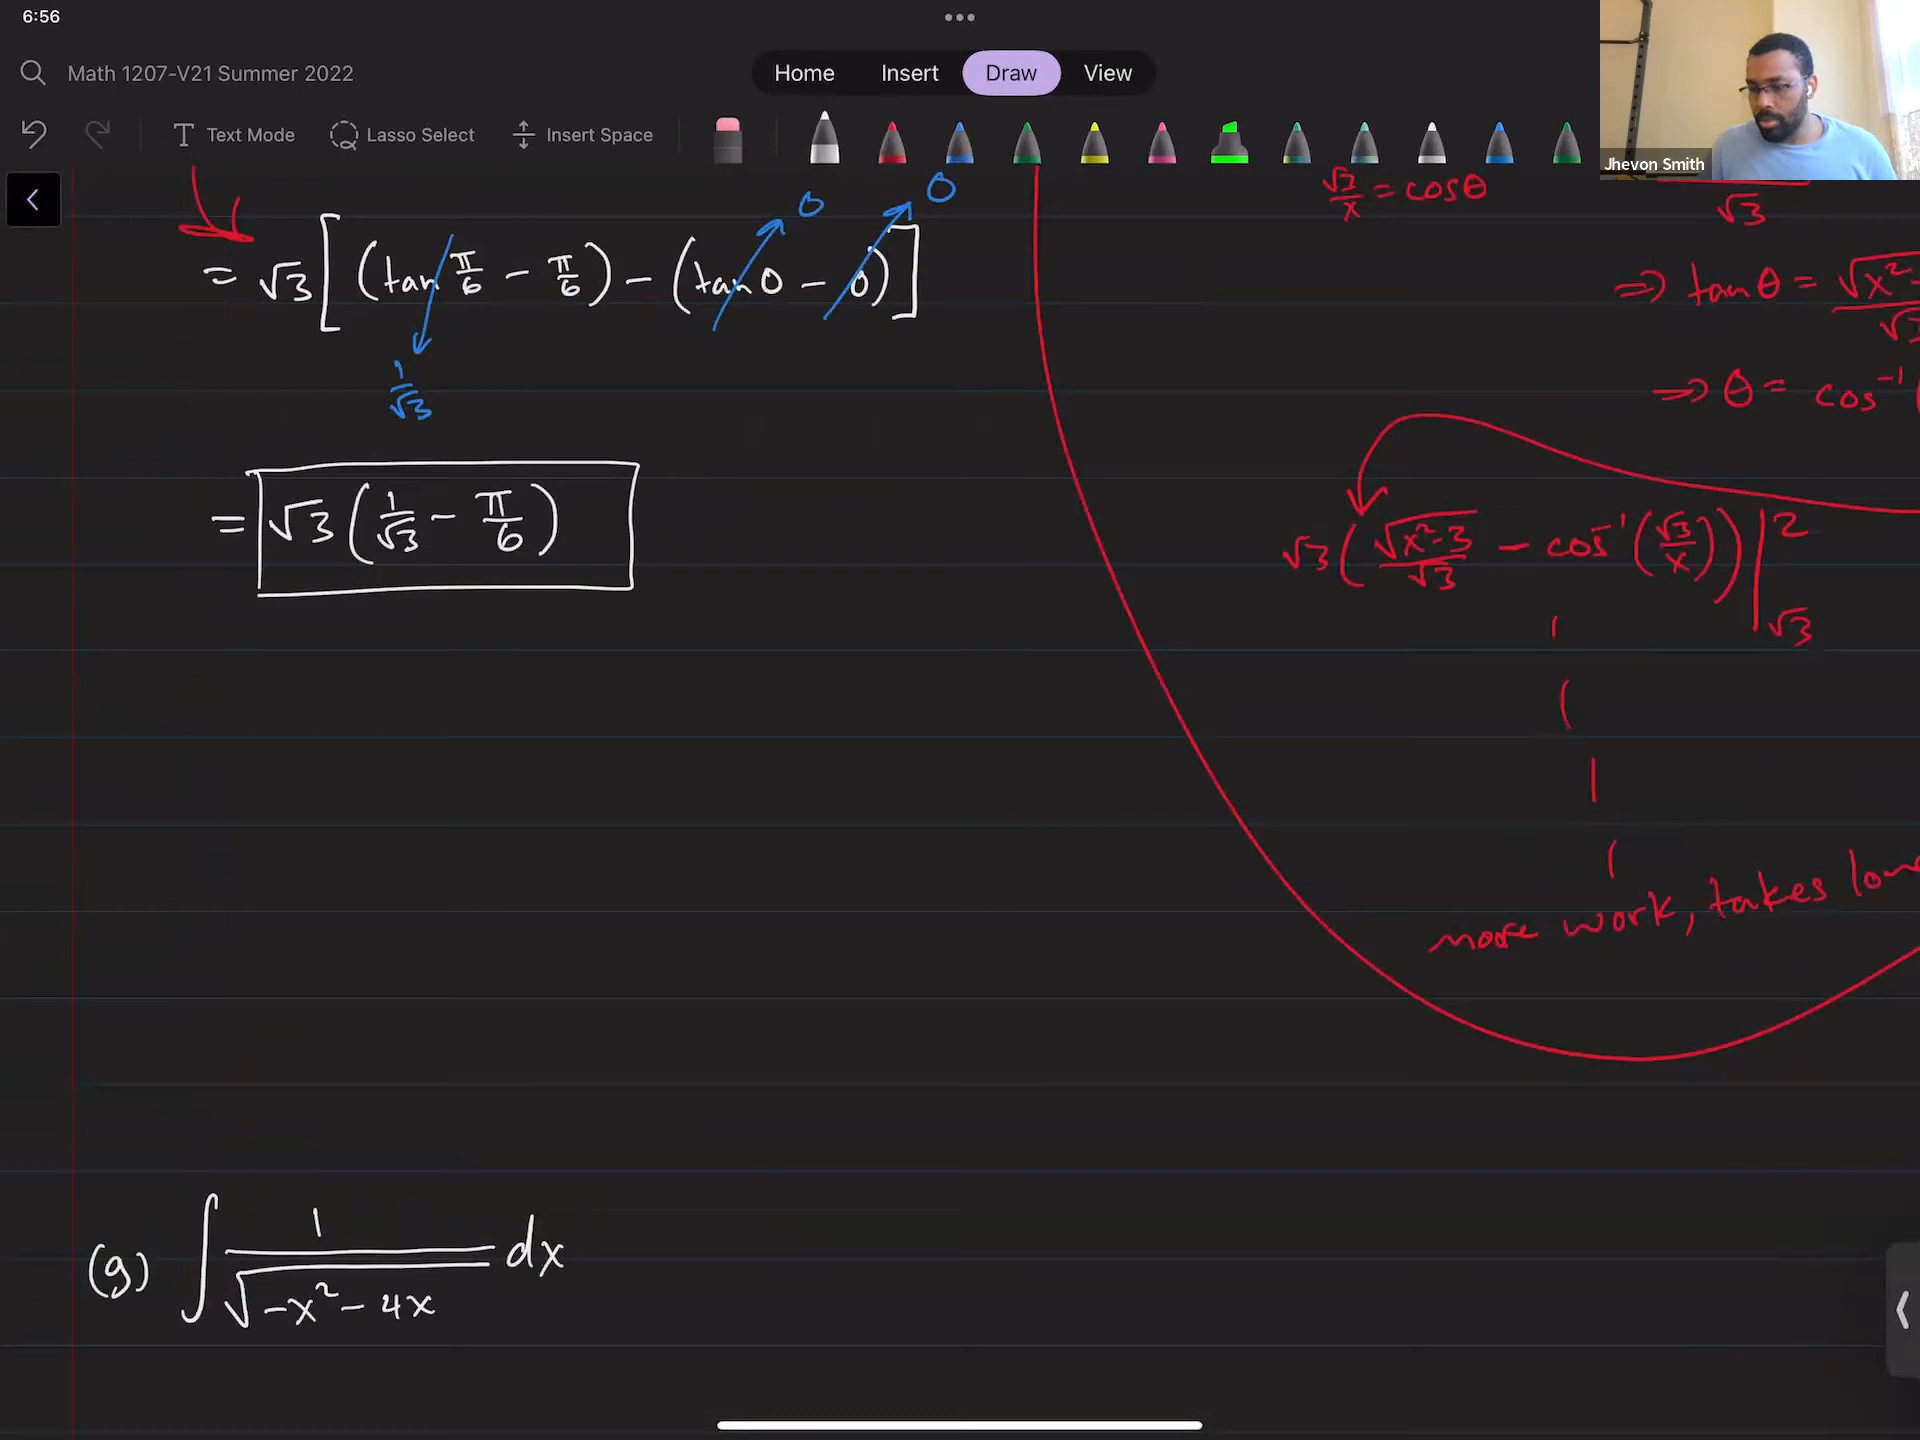 6:56
Math 1207-V21 Summer 2022
Home Insert Draw View
Text Mode Lasso Select Insert Space
Jhevon Smith
√3/x = cosθ
√3
= √3[(tan π/6 − π/6) − (tan 0 − 0)]
0 0
1/√3
⇒ tanθ = √x²-
⇒ θ = cos⁻¹(
= √3(1/√3 − π/6)
√3(√x²-3/√3 − cos⁻¹(√3/x))|2 √3
more work, takes
(g) ∫ 1/√-x²-4x dx